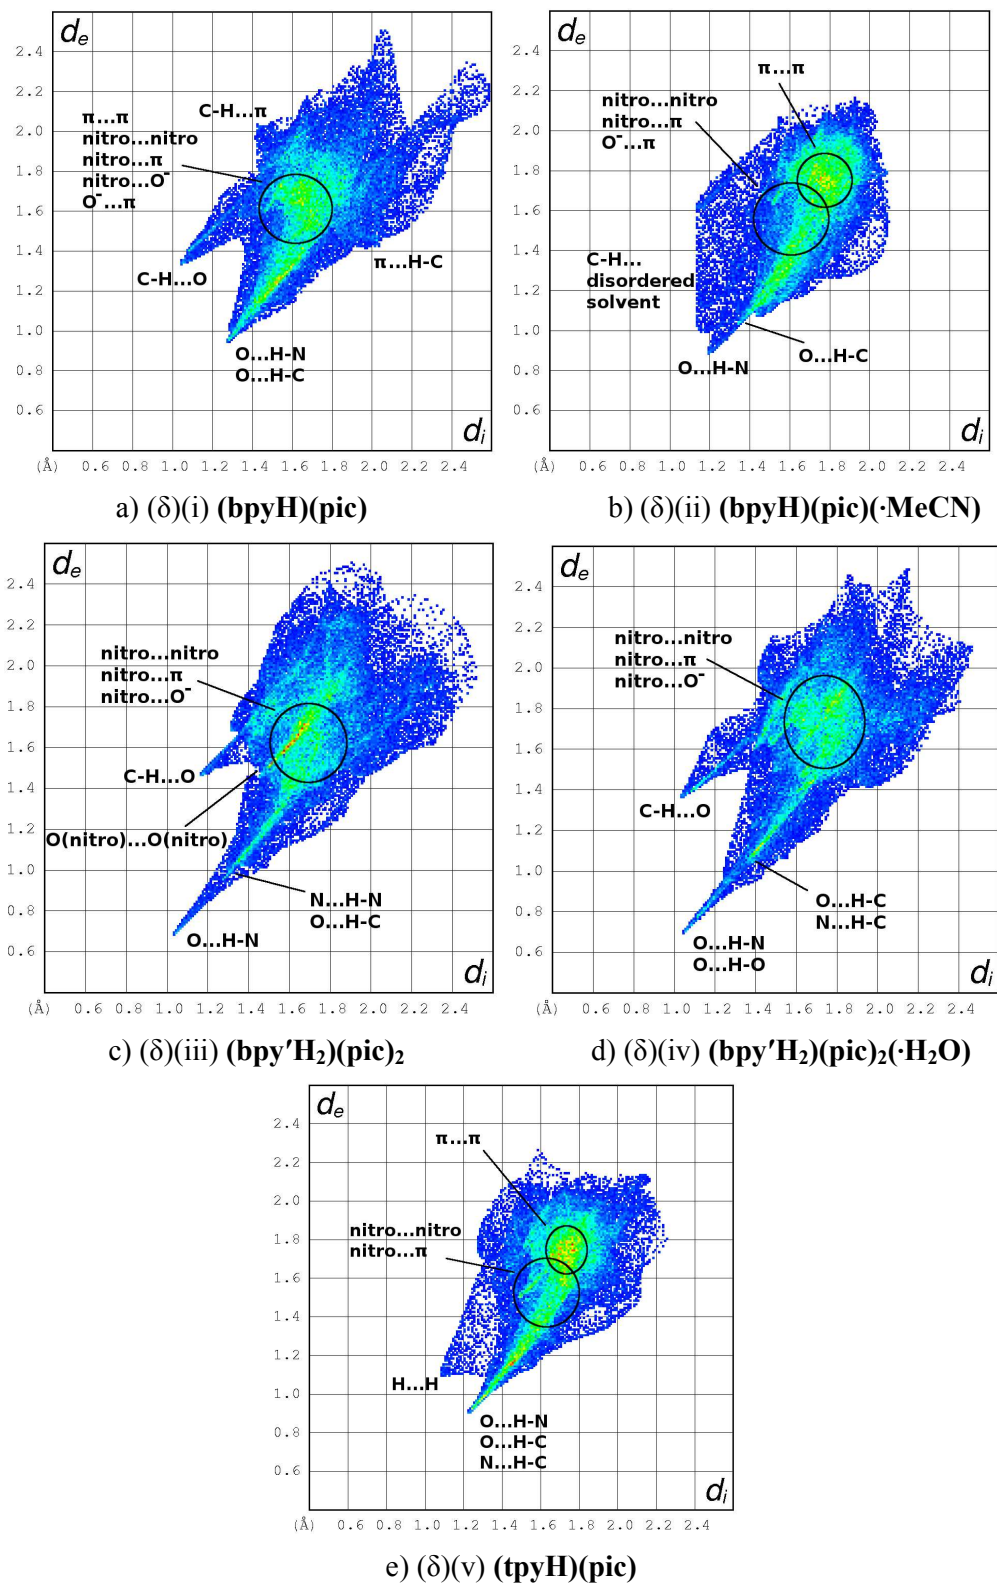 de
2.4
2.2
2.0
1.8
1.6
1.4
1.2
1.0
0.8
0.6
C-H...π
π...π
nitro...nitro
nitro...π
nitro...O⁻
O⁻...π
C-H...O
π...H-C
O...H-N
O...H-C
di
(Å) 0.6 0.8 1.0 1.2 1.4 1.6 1.8 2.0 2.2 2.4
a) (δ)(i) (bpyH)(pic)
de
2.4
2.2
2.0
1.8
1.6
1.4
1.2
1.0
0.8
0.6
π...π
nitro...nitro
nitro...π
O⁻...π
C-H...
disordered
solvent
O...H-N
O...H-C
di
(Å) 0.6 0.8 1.0 1.2 1.4 1.6 1.8 2.0 2.2 2.4
b) (δ)(ii) (bpyH)(pic)(·MeCN)
de
2.4
2.2
2.0
1.8
1.6
1.4
1.2
1.0
0.8
0.6
nitro...nitro
nitro...π
nitro...O⁻
C-H...O
O(nitro)...O(nitro)
N...H-N
O...H-C
O...H-N
di
(Å) 0.6 0.8 1.0 1.2 1.4 1.6 1.8 2.0 2.2 2.4
c) (δ)(iii) (bpy′H₂)(pic)₂
de
2.4
2.2
2.0
1.8
1.6
1.4
1.2
1.0
0.8
0.6
nitro...nitro
nitro...π
nitro...O⁻
C-H...O
O...H-C
N...H-C
O...H-N
O...H-O
di
(Å) 0.6 0.8 1.0 1.2 1.4 1.6 1.8 2.0 2.2 2.4
d) (δ)(iv) (bpy′H₂)(pic)₂(·H₂O)
de
2.4
2.2
2.0
1.8
1.6
1.4
1.2
1.0
0.8
0.6
π...π
nitro...nitro
nitro...π
H...H
O...H-N
O...H-C
N...H-C
di
(Å) 0.6 0.8 1.0 1.2 1.4 1.6 1.8 2.0 2.2 2.4
e) (δ)(v) (tpyH)(pic)